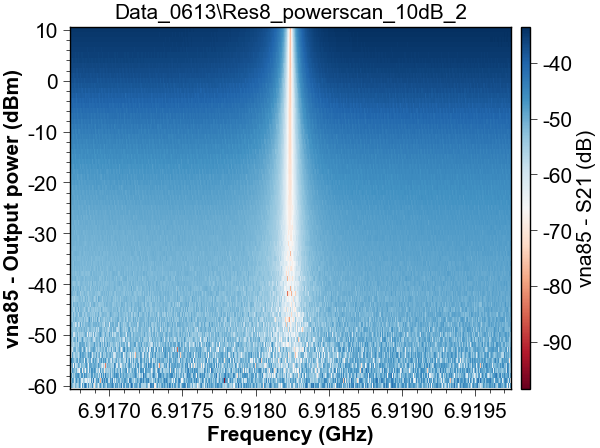 Data_0613\Res8_powerscan_10dB_2
vna85 - Output power (dBm)
10
0
-10
-20
-30
-40
-50
-60
6.9170 6.9175 6.9180 6.9185 6.9190 6.9195
Frequency (GHz)
-40
-50
-60
-70
-80
-90
vna85 - S21 (dB)